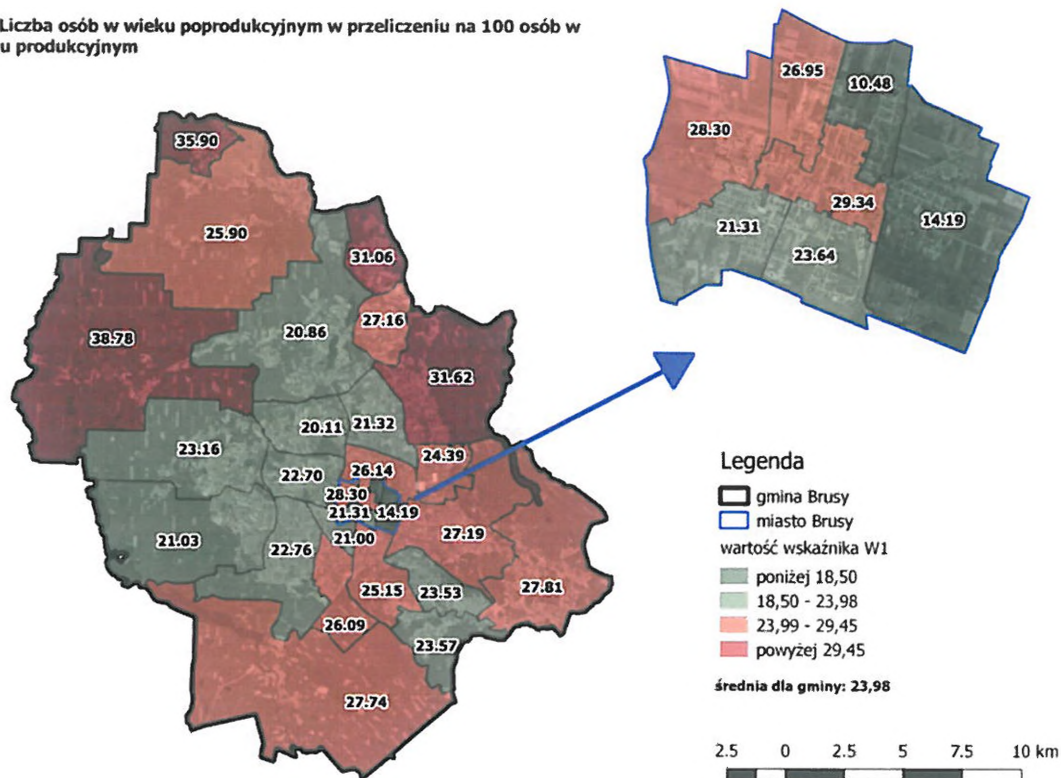 Liczba osób w wieku poprodukcyjnym w przeliczeniu na 100 osób w
u produkcyjnym
26.95
10.48
28.30
29.34
14.19
21.31
23.64
35.90
25.90
31.06
27.16
38.78
20.86
31.62
20.11
21.32
23.16
24.39
22.70
26.14
28.30
21.31
14.19
21.03
22.76
21.00
27.19
25.15
23.53
27.81
26.09
23.57
27.74
Legenda
gmina Brusy
miasto Brusy
wartość wskaźnika W1
poniżej 18,50
18,50 - 23,98
23,99 - 29,45
powyżej 29,45
średnia dla gminy: 23,98
2.5 0 2.5 5 7.5 10 km